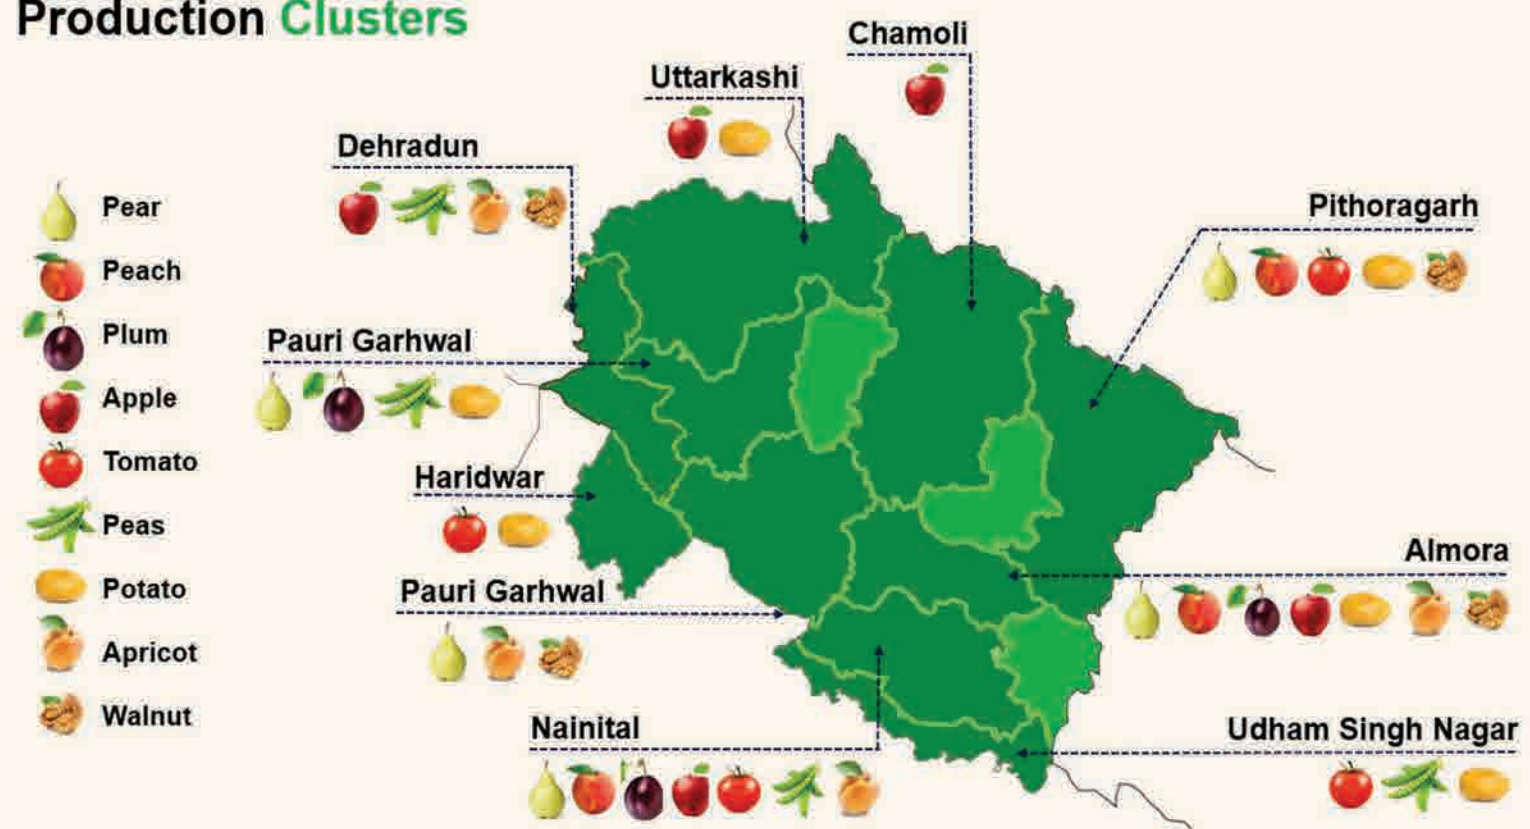 Production Clusters
Chamoli
Uttarkashi
Dehradun
Pithoragarh
Pear
Peach
Plum
Apple
Tomato
Peas
Potato
Apricot
Walnut
Pauri Garhwal
Haridwar
Pauri Garhwal
Almora
Nainital
Udham Singh Nagar